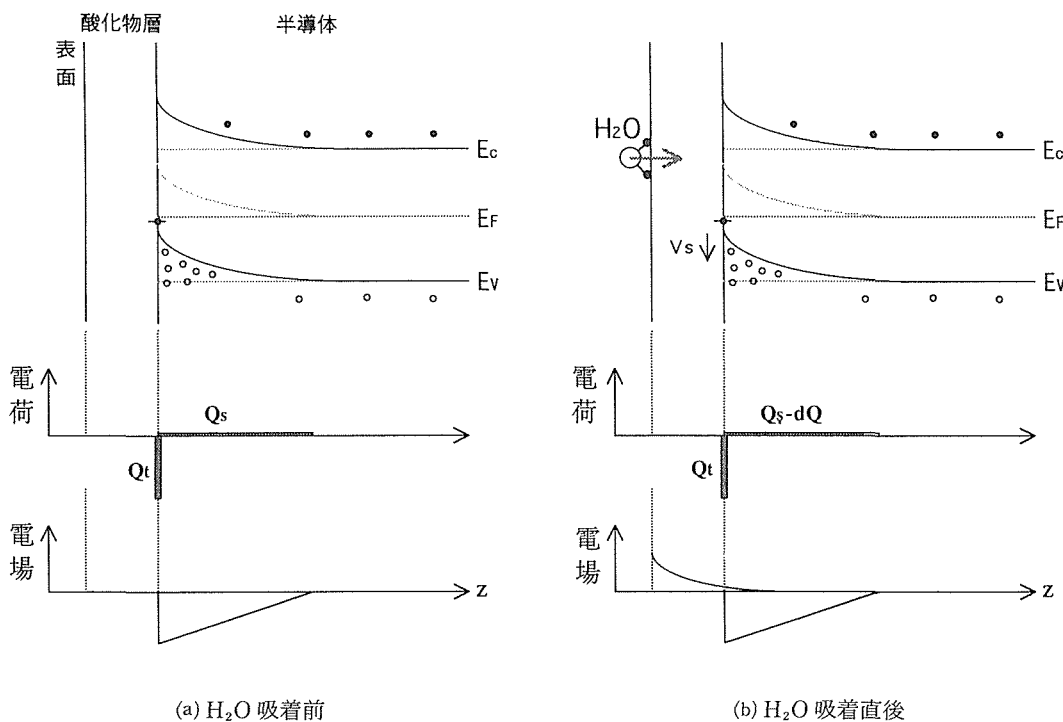 酸化物層
半導体
表面
Ec
EF
Ev
電荷
Qs
Qt
電場
z
(a) H₂O 吸着前
H₂O
Ec
EF
Vs
Ev
電荷
Qs-dQ
Qt
電場
z
(b) H₂O 吸着直後